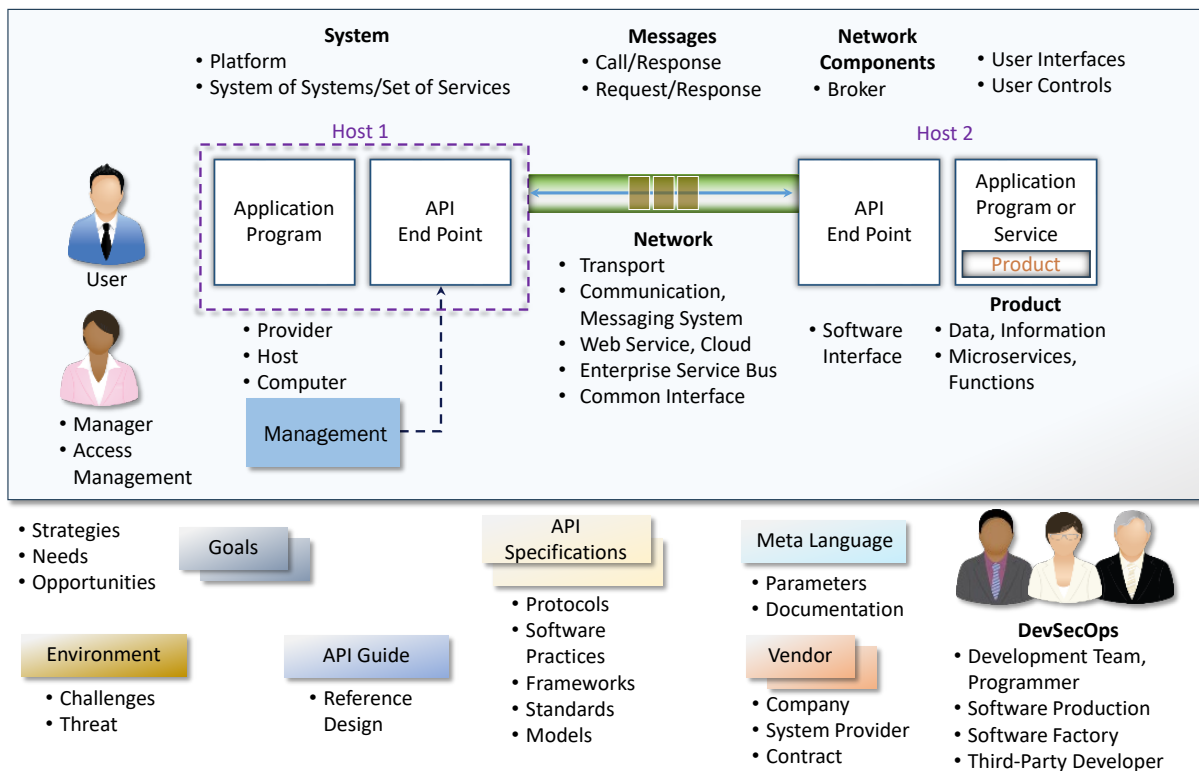 System
• Platform
• System of Systems/Set of Services
Messages
• Call/Response
• Request/Response
Network
Components
• Broker
• User Interfaces
• User Controls
Host 1
Host 2
User
Application
Program
API
End Point
API
End Point
Application
Program or
Service
Product
Network
• Transport
• Communication,
Messaging System
• Web Service, Cloud
• Enterprise Service Bus
• Common Interface
• Provider
• Host
• Computer
• Software
Interface
Product
• Data, Information
• Microservices,
Functions
• Manager
• Access
Management
Management
• Strategies
• Needs
• Opportunities
Goals
API
Specifications
• Protocols
• Software
Practices
• Frameworks
• Standards
• Models
Meta Language
• Parameters
• Documentation
DevSecOps
• Development Team,
Programmer
• Software Production
• Software Factory
• Third-Party Developer
Environment
• Challenges
• Threat
API Guide
• Reference
Design
Vendor
• Company
• System Provider
• Contract